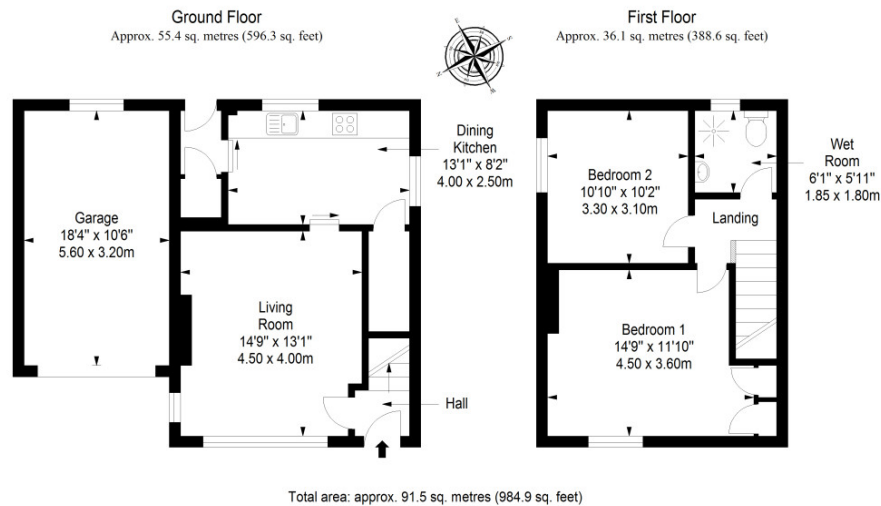 Ground Floor
Approx. 55.4 sq. metres (596.3 sq. feet)
First Floor
Approx. 36.1 sq. metres (388.6 sq. feet)
Dining
Kitchen
13'1" x 8'2"
4.00 x 2.50m
Garage
18'4" x 10'6"
5.60 x 3.20m
Living
Room
14'9" x 13'1"
4.50 x 4.00m
Hall
Bedroom 2
10'10" x 10'2"
3.30 x 3.10m
Wet
Room
6'1" x 5'11"
1.85 x 1.80m
Landing
Bedroom 1
14'9" x 11'10"
4.50 x 3.60m
Total area: approx. 91.5 sq. metres (984.9 sq. feet)